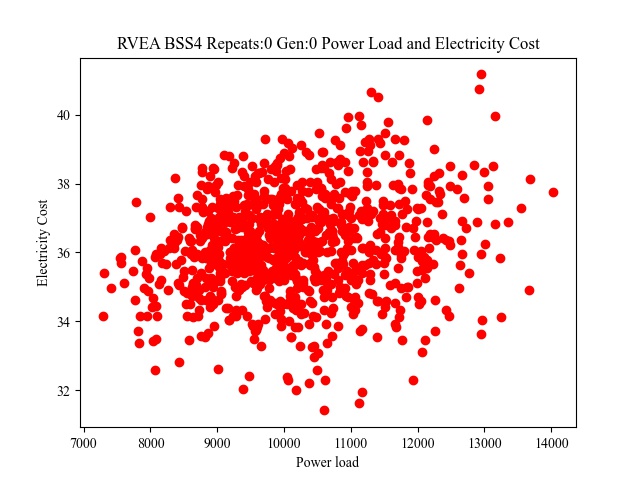 RVEA BSS4 Repeats:0 Gen:0 Power Load and Electricity Cost
40
38
36
34
32
Electricity Cost
7000 8000 9000 10000 11000 12000 13000 14000
Power load